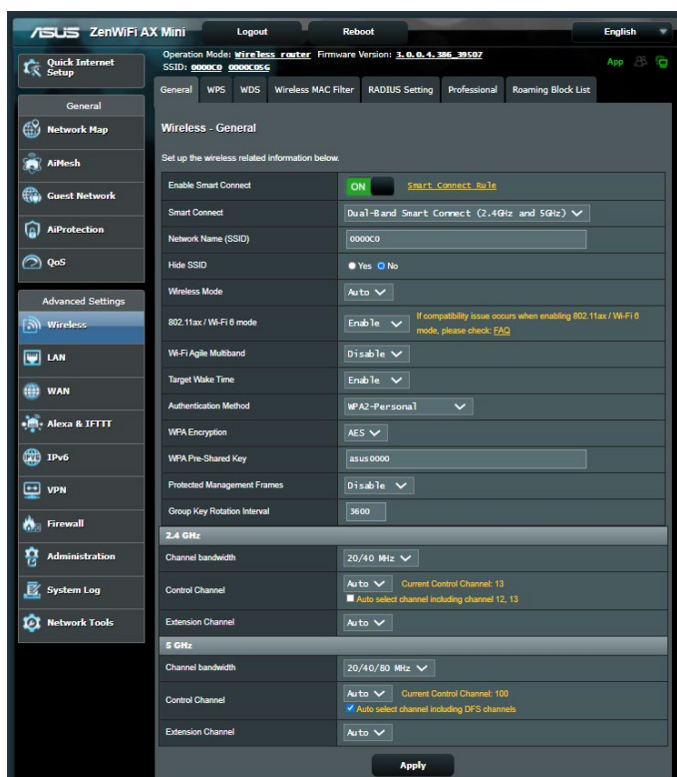 ASUS ZenWiFi AX Mini Logout Reboot English
Quick Internet Setup
Operation Mode: Wireless router Firmware Version: 3.0.0.4.386_39507
SSID: 0000C0 0000C05G
App
General WPS WDS Wireless MAC Filter RADIUS Setting Professional Roaming Block List
General
Network Map
AiMesh
Guest Network
AiProtection
QoS
Advanced Settings
Wireless
LAN
WAN
Alexa & IFTTT
IPv6
VPN
Firewall
Administration
System Log
Network Tools
Wireless - General
Set up the wireless related information below.
Enable Smart Connect ON Smart Connect Rule
Smart Connect Dual-Band Smart Connect (2.4GHz and 5GHz)
Network Name (SSID) 0000C0
Hide SSID Yes No
Wireless Mode Auto
802.11ax / Wi-Fi 6 mode Enable If compatibility issue occurs when enabling 802.11ax / Wi-Fi 6
mode, please check: FAQ
Wi-Fi Agile Multiband Disable
Target Wake Time Enable
Authentication Method WPA2-Personal
WPA Encryption AES
WPA Pre-Shared Key asus0000
Protected Management Frames Disable
Group Key Rotation Interval 3600
2.4 GHz
Channel bandwidth 20/40 MHz
Control Channel Auto Current Control Channel: 13
Auto select channel including channel 12, 13
Extension Channel Auto
5 GHz
Channel bandwidth 20/40/80 MHz
Control Channel Auto Current Control Channel: 100
Auto select channel including DFS channels
Extension Channel Auto
Apply